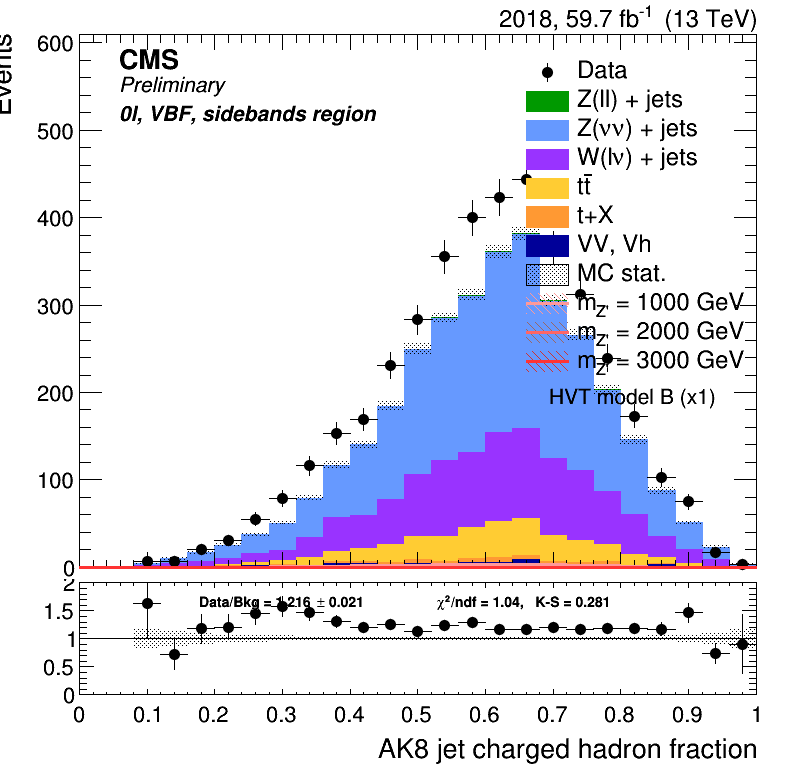 2018, 59.7 fb⁻¹ (13 TeV)
Events
CMS
Preliminary
0l, VBF, sidebands region
Data
Z(ll) + jets
Z(νν) + jets
W(lν) + jets
tt̄
t+X
VV, Vh
MC stat.
m_Z' = 1000 GeV
m_Z' = 2000 GeV
m_Z' = 3000 GeV
HVT model B (x1)
600
500
400
300
200
100
0
Data/Bkg = 1.216 ± 0.021
χ²/ndf = 1.04, K-S = 0.281
2
1.5
1
0.5
0
0 0.1 0.2 0.3 0.4 0.5 0.6 0.7 0.8 0.9 1
AK8 jet charged hadron fraction